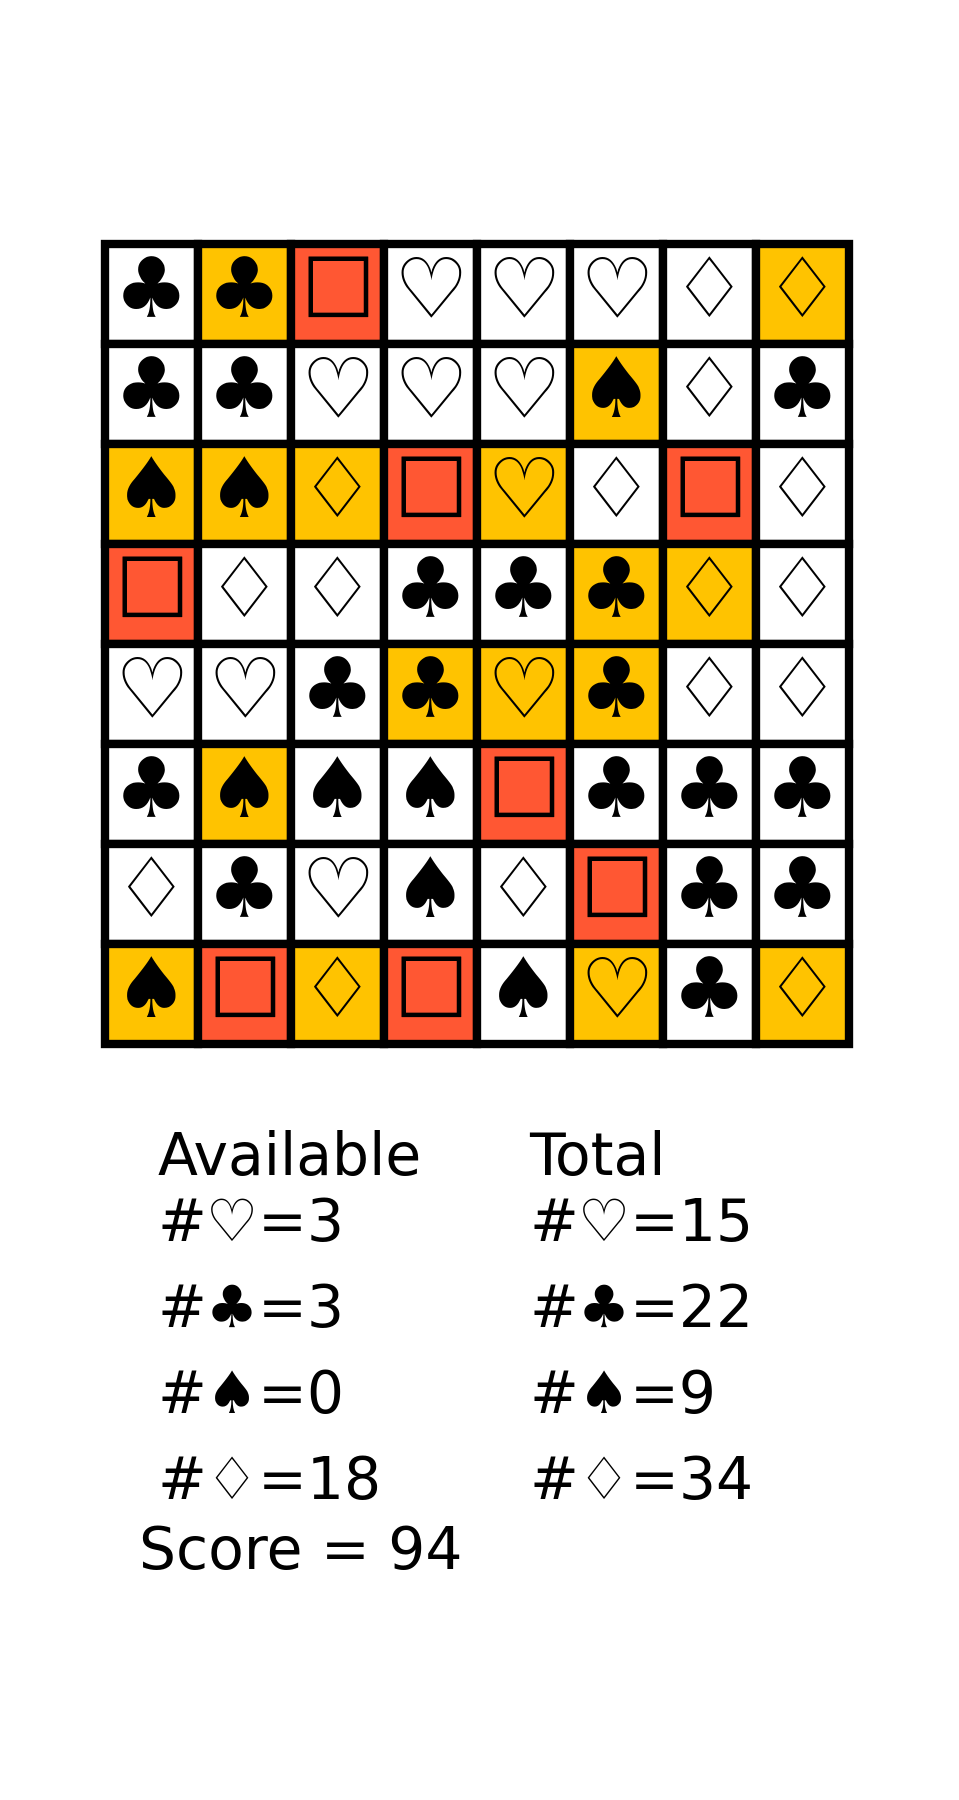 ♣ ♣ □ ♡ ♡ ♡ ♢ ♢
♣ ♣ ♡ ♡ ♡ ♠ ♢ ♣
♠ ♠ ♢ □ ♡ ♢ □ ♢
□ ♢ ♢ ♣ ♣ ♣ ♢ ♢
♡ ♡ ♣ ♣ ♡ ♣ ♢ ♢
♣ ♠ ♠ ♠ □ ♣ ♣ ♣
♢ ♣ ♡ ♠ ♢ □ ♣ ♣
♠ □ ♢ □ ♠ ♡ ♣ ♢
Available Total
#♡=3 #♡=15
#♣=3 #♣=22
#♠=0 #♠=9
#♢=18 #♢=34
Score = 94